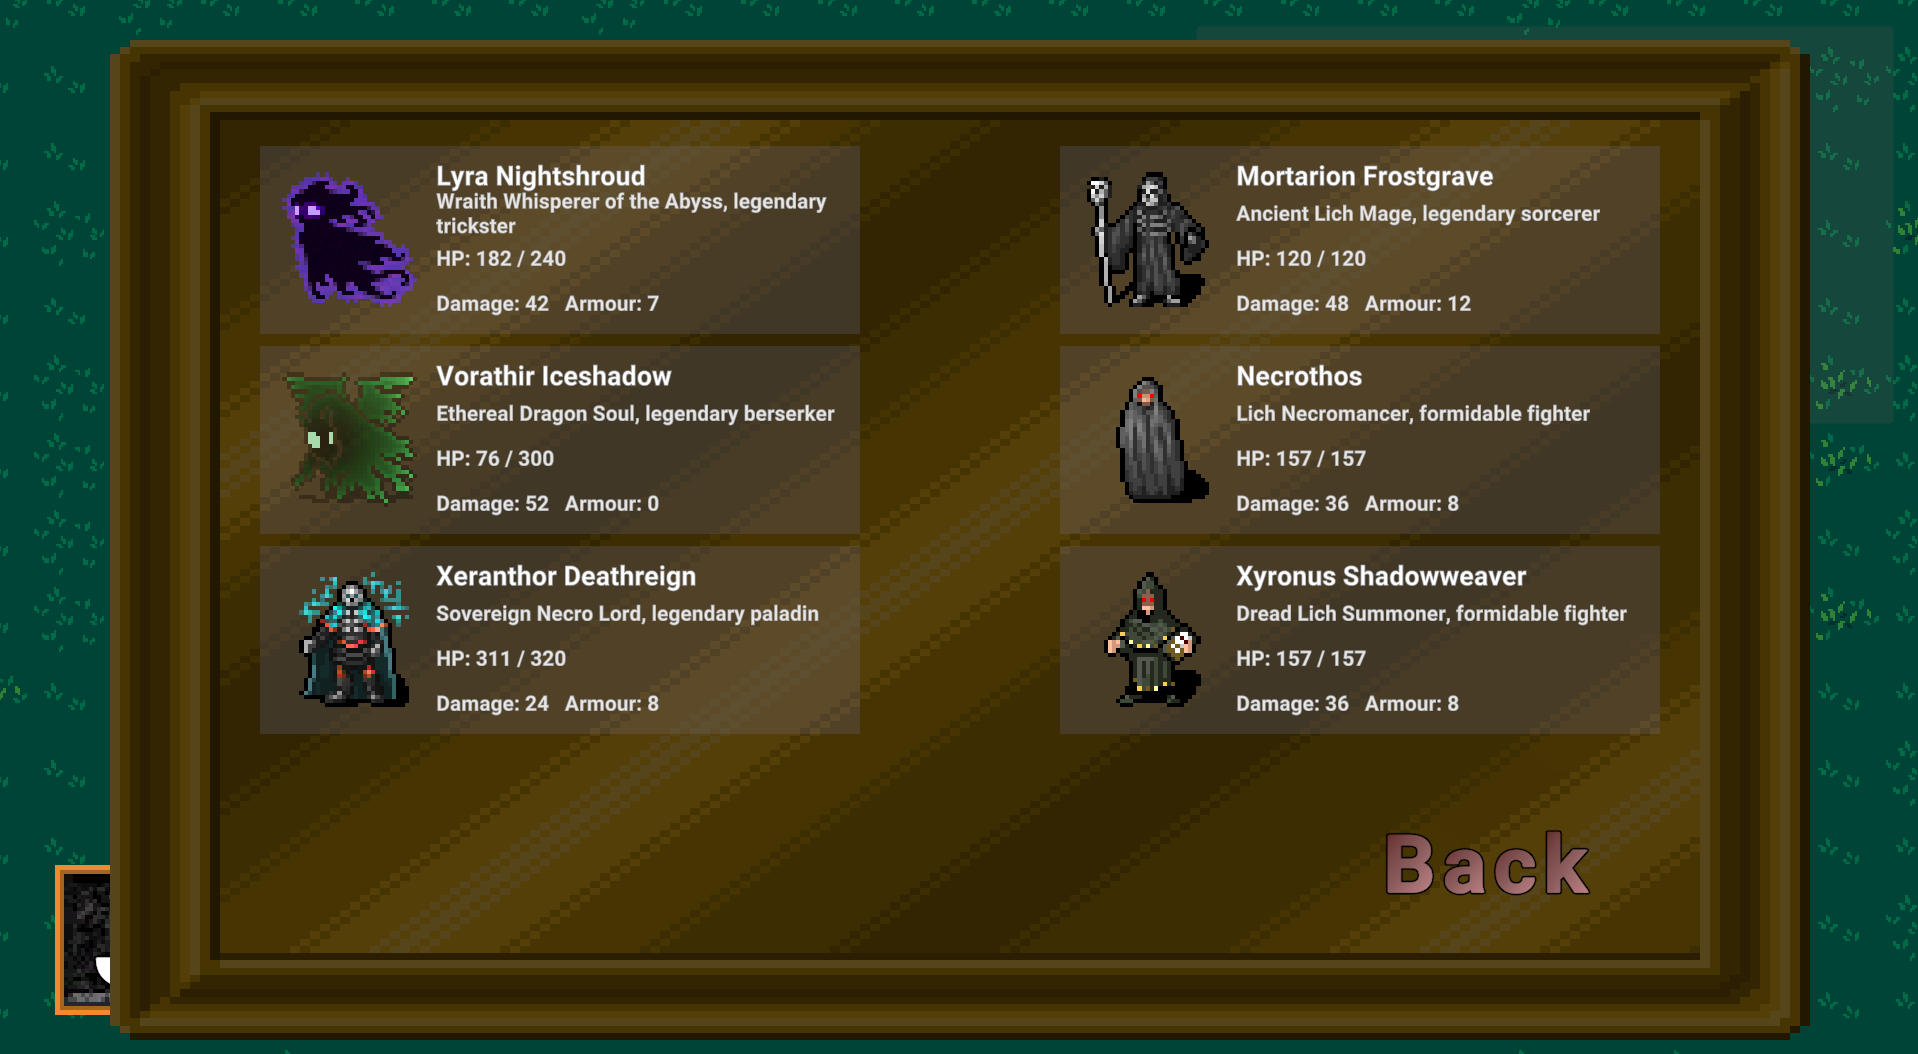 Lyra Nightshroud
Wraith Whisperer of the Abyss, legendary
trickster
HP: 182 / 240
Damage: 42 Armour: 7
Vorathir Iceshadow
Ethereal Dragon Soul, legendary berserker
HP: 76 / 300
Damage: 52 Armour: 0
Xeranthor Deathreign
Sovereign Necro Lord, legendary paladin
HP: 311 / 320
Damage: 24 Armour: 8
Mortarion Frostgrave
Ancient Lich Mage, legendary sorcerer
HP: 120 / 120
Damage: 48 Armour: 12
Necrothos
Lich Necromancer, formidable fighter
HP: 157 / 157
Damage: 36 Armour: 8
Xyronus Shadowweaver
Dread Lich Summoner, formidable fighter
HP: 157 / 157
Damage: 36 Armour: 8
Back